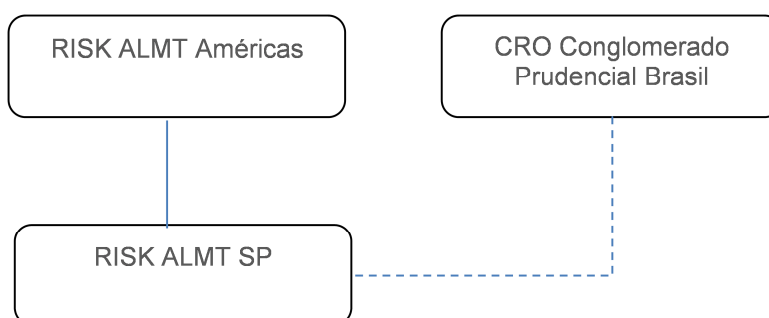 RISK ALMT Américas
CRO Conglomerado
Prudencial Brasil
RISK ALMT SP